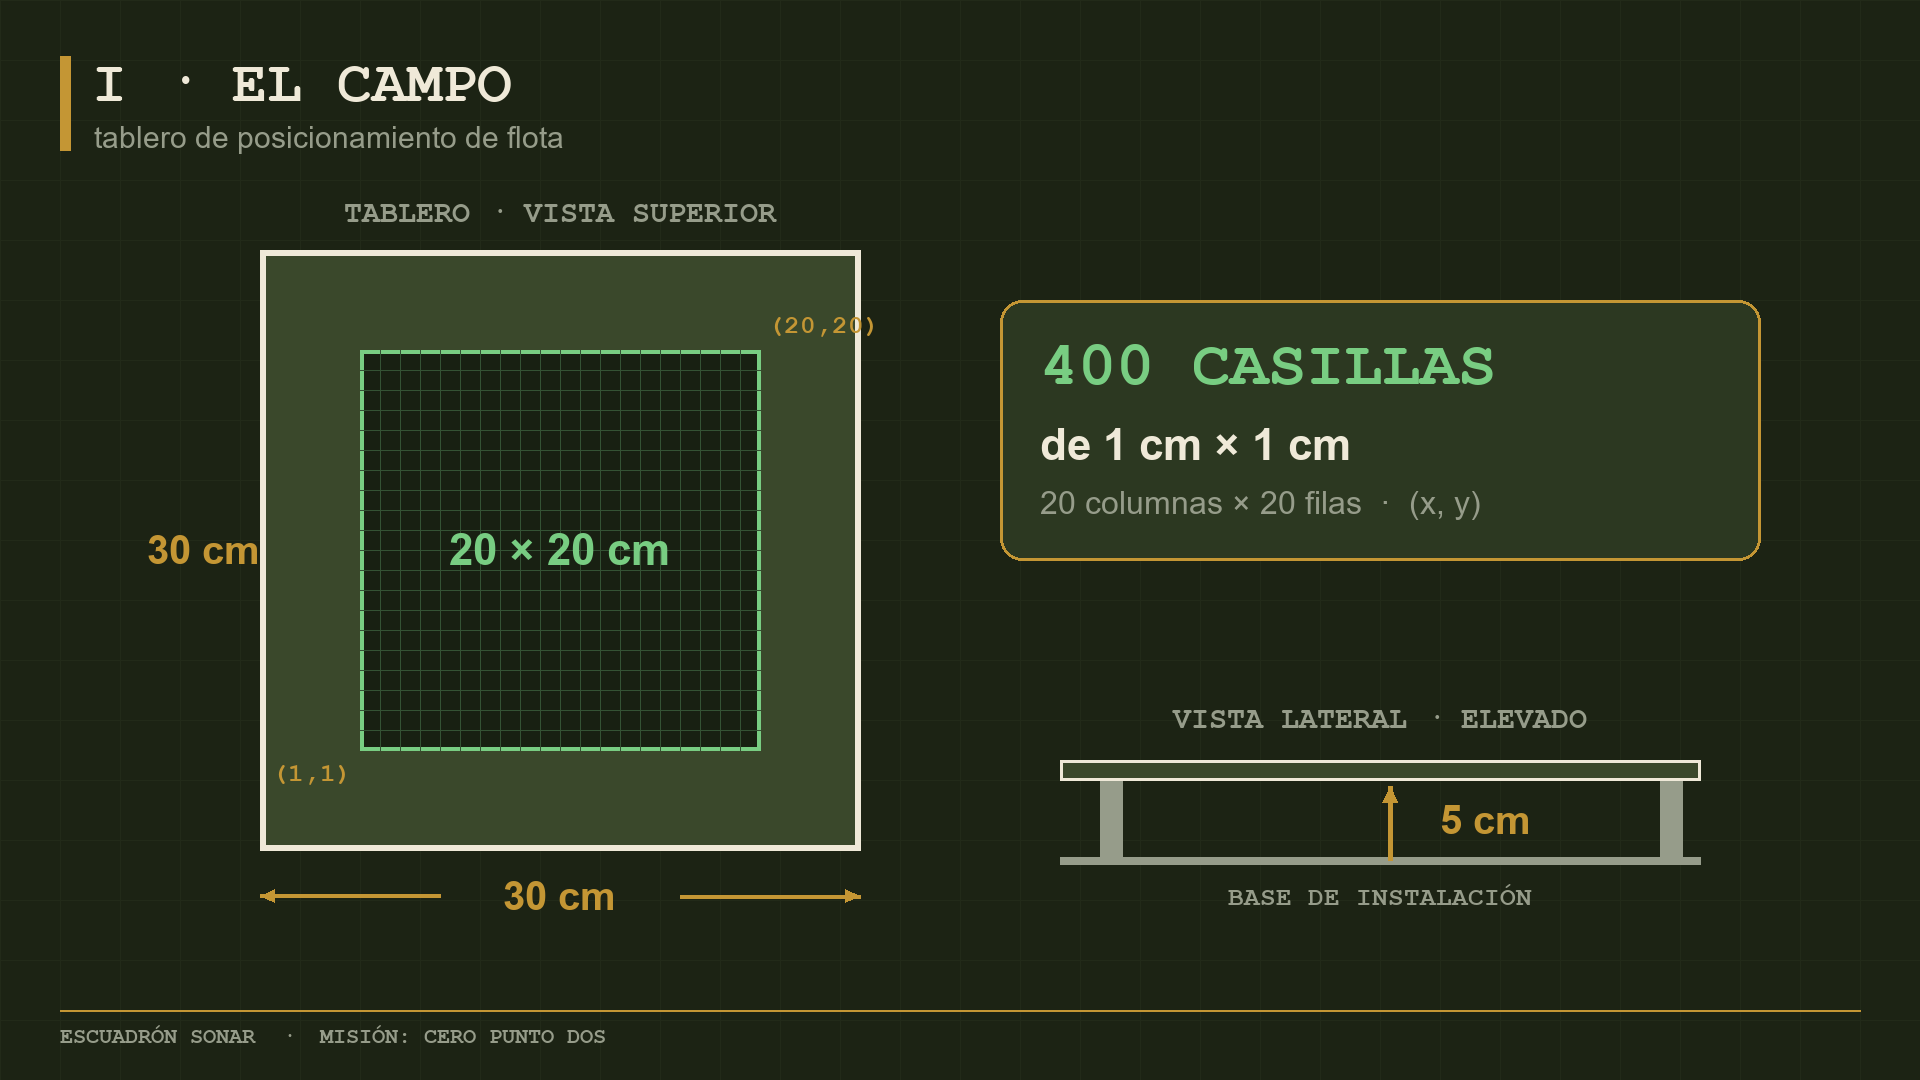 I · EL CAMPO
tablero de posicionamiento de flota
TABLERO · VISTA SUPERIOR
(20,20)
30 cm
20 × 20 cm
(1,1)
30 cm
400 CASILLAS
de 1 cm × 1 cm
20 columnas × 20 filas · (x, y)
VISTA LATERAL · ELEVADO
5 cm
BASE DE INSTALACIÓN
ESCUADRÓN SONAR · MISIÓN: CERO PUNTO DOS